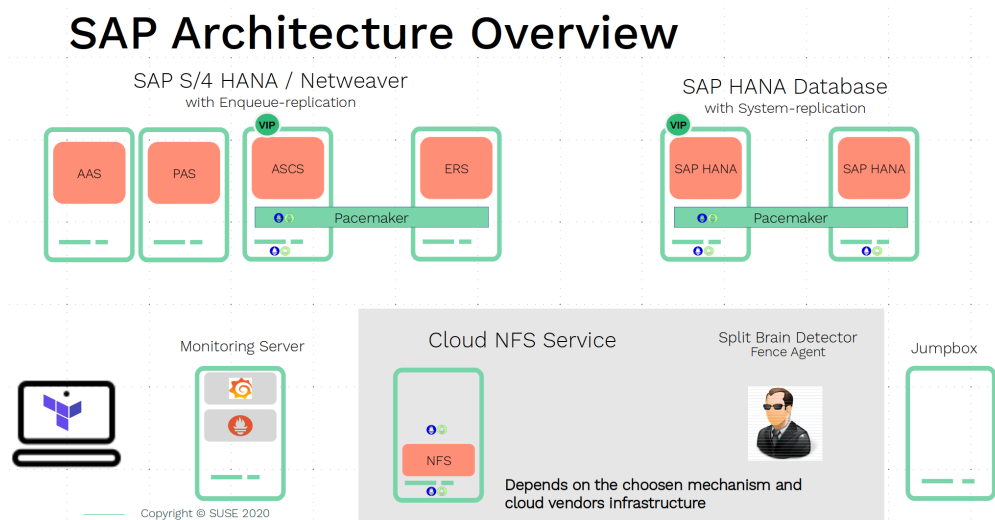 SAP Architecture Overview
SAP S/4 HANA / Netweaver
with Enqueue-replication
SAP HANA Database
with System-replication
VIP
VIP
AAS
PAS
ASCS
ERS
SAP HANA
SAP HANA
Pacemaker
Pacemaker
Monitoring Server
Cloud NFS Service
Split Brain Detector
Fence Agent
Jumpbox
NFS
Depends on the choosen mechanism and
cloud vendors infrastructure
Copyright © SUSE 2020